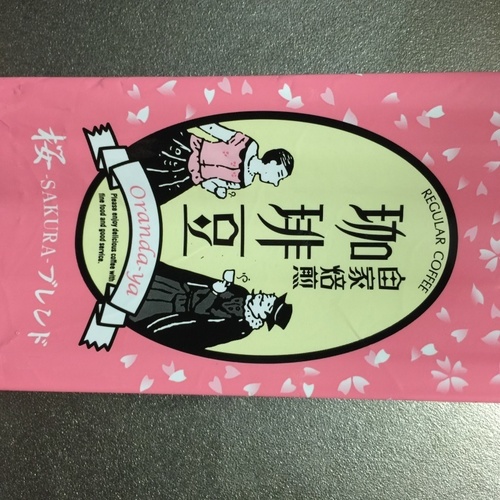 REGULAR COFFEE
自家焙煎
珈琲豆
Oranda-ya
Please enjoy delicious coffee with
fine food and good service.
桜-SAKURA-ブレンド